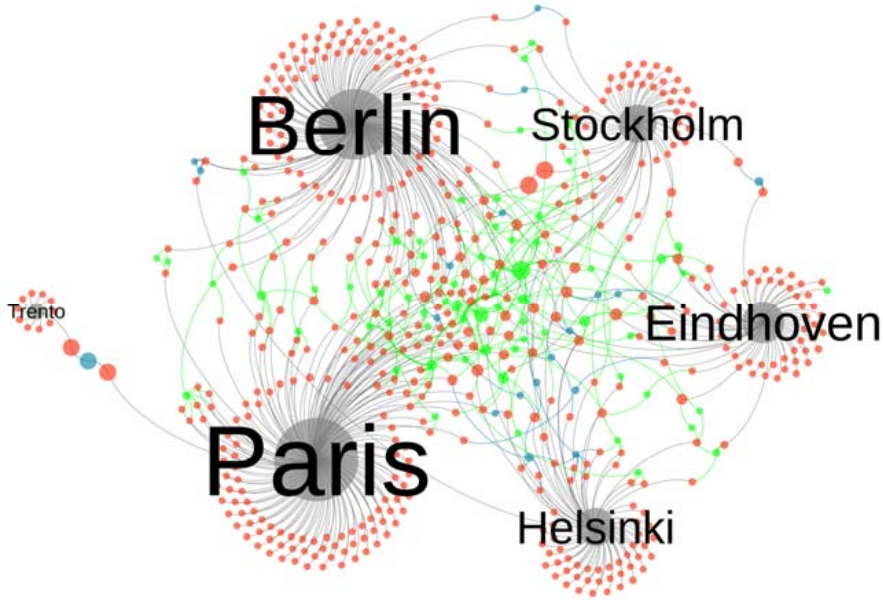 Berlin
Stockholm
Trento
Eindhoven
Paris
Helsinki